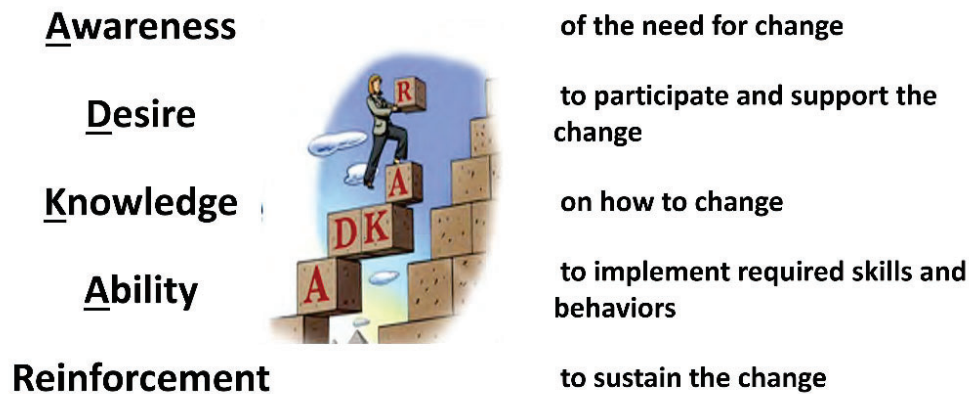 Awareness
of the need for change
Desire
to participate and support the
change
Knowledge
on how to change
Ability
to implement required skills and
behaviors
Reinforcement
to sustain the change
R
A
DK
A